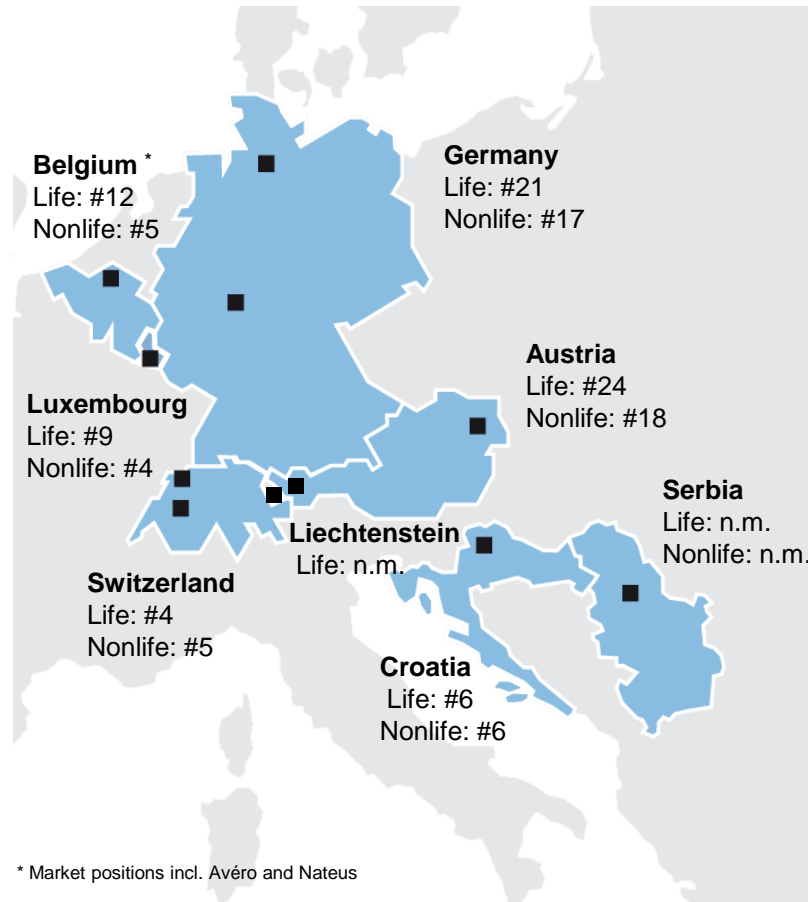 Belgium *
Life: #12
Nonlife: #5
Germany
Life: #21
Nonlife: #17
Austria
Life: #24
Nonlife: #18
Luxembourg
Life: #9
Nonlife: #4
Serbia
Life: n.m.
Nonlife: n.m.
Liechtenstein
Life: n.m.
Switzerland
Life: #4
Nonlife: #5
Croatia
Life: #6
Nonlife: #6
* Market positions incl. Avéro and Nateus